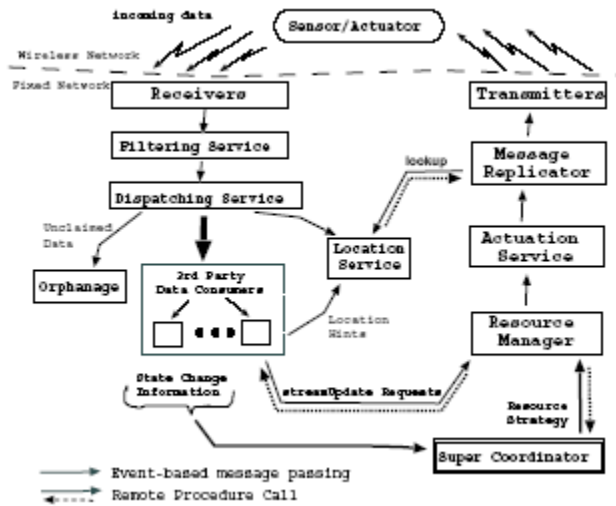 incoming data
Sensor/Actuator
Wireless Network
Fixed Network
Receivers
Transmitters
Filtering Service
lookup
Message
Replicator
Dispatching Service
Unclaimed
Data
Location
Service
Actuation
Service
Orphanage
3rd Party
Data Consumers
Location
Hints
Resource
Manager
State Change
Information
streamUpdate Requests
Resource
Strategy
Super Coordinator
Event-based message passing
Remote Procedure Call